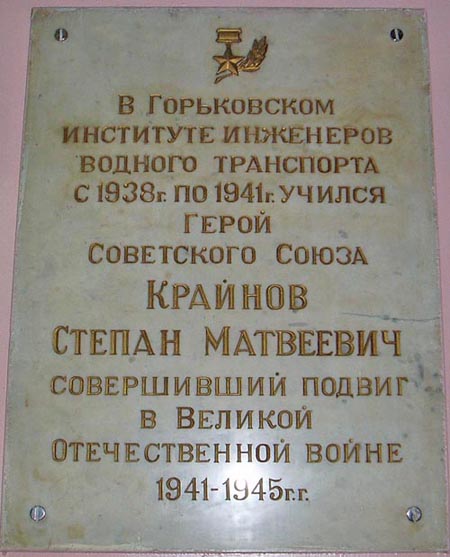 В Горьковском
институте инженеров
водного транспорта
с 1938г. по 1941г. учился
Герой
Советского Союза
Крайнов
Степан Матвеевич
совершивший подвиг
в Великой
Отечественной войне
1941-1945г.г.